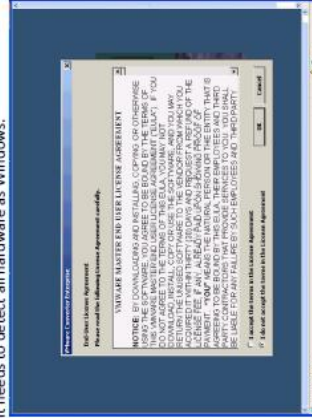 it needs to detect all hardware as Windows.
VMware Converter Enterprise
End-User License Agreement
Please read the following License Agreement carefully.
VMWARE MASTER END USER LICENSE AGREEMENT
NOTICE: BY DOWNLOADING AND INSTALLING, COPYING OR OTHERWISE
USING THE SOFTWARE, YOU AGREE TO BE BOUND BY THE TERMS OF
THIS VMWARE MASTER END USER LICENSE AGREEMENT ("EULA"). IF YOU
DO NOT AGREE TO THE TERMS OF THIS EULA, YOU MAY NOT
DOWNLOAD, INSTALL, COPY OR USE THE SOFTWARE, AND YOU MAY
RETURN THE UNUSED SOFTWARE TO THE VENDOR FROM WHICH YOU
ACQUIRED IT WITHIN THIRTY (30) DAYS AND REQUEST A REFUND OF THE
LICENSE FEE, IF ANY, ALREADY PAID UPON SHOWING PROOF OF
PAYMENT. "YOU" MEANS THE NATURAL PERSON OR THE ENTITY THAT IS
AGREEING TO BE BOUND BY THIS EULA, THEIR EMPLOYEES AND THIRD
PARTY CONTRACTORS THAT PROVIDE SERVICES TO YOU. YOU SHALL
BE LIABLE FOR ANY FAILURE BY SUCH EMPLOYEES AND THIRD PARTY
I accept the terms in the License Agreement
I do not accept the terms in the License Agreement
OK
Cancel